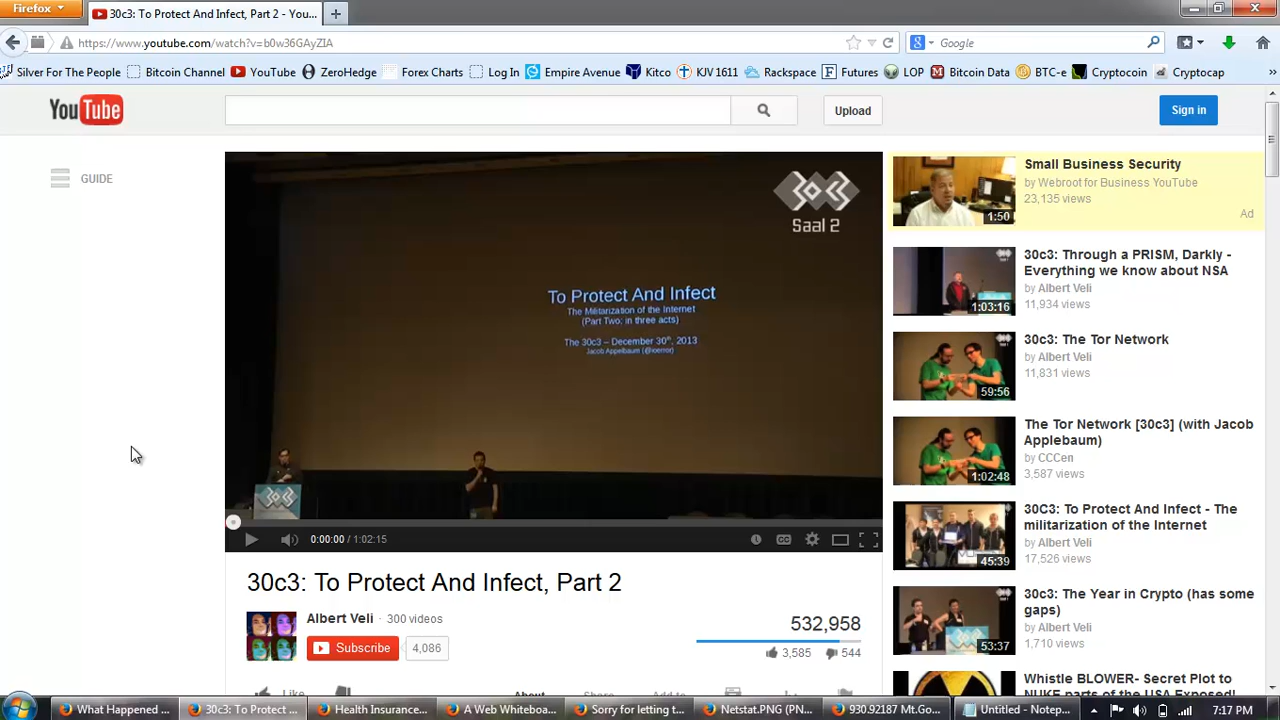 Firefox
30c3: To Protect And Infect, Part 2 - You...
https://www.youtube.com/watch?v=b0w36GAyZIA
Google
Silver For The People
Bitcoin Channel
YouTube
ZeroHedge
Forex Charts
Log In
Empire Avenue
Kitco
KJV 1611
Rackspace
Futures
LOP
Bitcoin Data
BTC-e
Cryptocoin
Cryptocap
»
YouTube
Upload
Sign in
GUIDE
Saal 2
To Protect And Infect
The Militarization of the Internet
(Part Two; in three acts)
The 30c3 – December 30th, 2013
Jacob Appelbaum (@ioerror)
0:00:00 / 1:02:15
CC
30c3: To Protect And Infect, Part 2
Albert Veli · 300 videos
Subscribe
4,086
532,958
3,585
544
Like
About
Share
Add to
Small Business Security
by Webroot for Business YouTube
23,135 views
Ad
1:50
30c3: Through a PRISM, Darkly -
Everything we know about NSA
by Albert Veli
11,934 views
1:03:16
30c3: The Tor Network
by Albert Veli
11,831 views
59:56
The Tor Network [30c3] (with Jacob
Applebaum)
by CCCen
3,587 views
1:02:48
30C3: To Protect And Infect - The
militarization of the Internet
by Albert Veli
17,526 views
45:39
30c3: The Year in Crypto (has some
gaps)
by Albert Veli
1,710 views
53:37
Whistle BLOWER- Secret Plot to
NUKE parts of the USA Exposed!
What Happened ...
30c3: To Protect ...
Health Insurance...
A Web Whiteboa...
Sorry for letting t...
Netstat.PNG (PN...
930.92187 Mt.Go...
Untitled - Notep...
7:17 PM